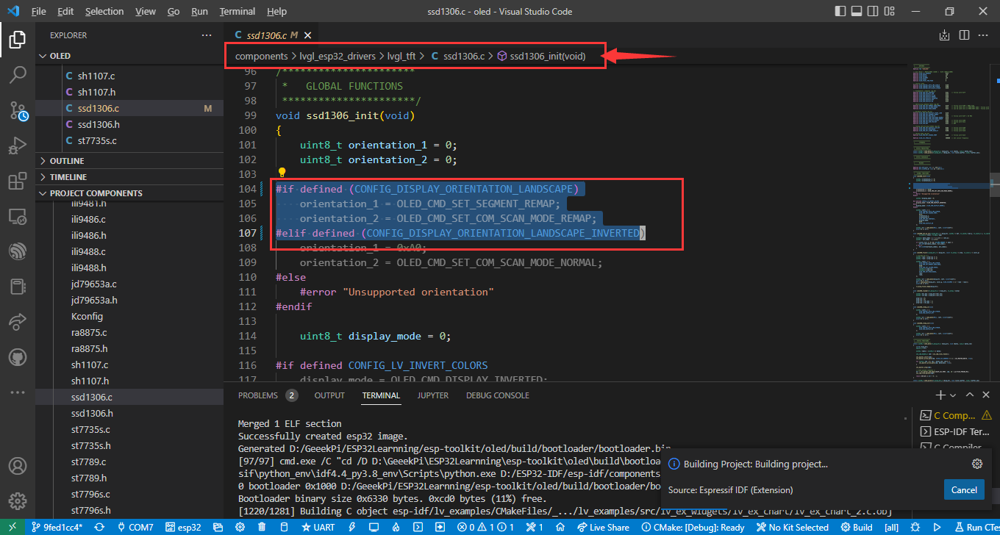 File Edit Selection View Go Run Terminal Help
ssd1306.c - oled - Visual Studio Code
EXPLORER
OLED
sh1107.c
sh1107.h
ssd1306.c M
ssd1306.h
st7735s.c
OUTLINE
TIMELINE
PROJECT COMPONENTS
ili9481.h
ili9486.c
ili9486.h
ili9488.c
ili9488.h
jd79653a.c
jd79653a.h
Kconfig
ra8875.c
ra8875.h
sh1107.c
sh1107.h
ssd1306.c
ssd1306.h
st7735s.c
st7735s.h
st7789.c
st7789.h
st7796s.c
st7796s.h
ssd1306.c M
components > lvgl_esp32_drivers > lvgl_tft > C ssd1306.c > ssd1306_init(void)
96 /**********************
97 * GLOBAL FUNCTIONS
98 **********************/
99 void ssd1306_init(void)
100 {
101 uint8_t orientation_1 = 0;
102 uint8_t orientation_2 = 0;
103
104 #if defined (CONFIG_DISPLAY_ORIENTATION_LANDSCAPE)
105 orientation_1 = OLED_CMD_SET_SEGMENT_REMAP;
106 orientation_2 = OLED_CMD_SET_COM_SCAN_MODE_REMAP;
107 #elif defined (CONFIG_DISPLAY_ORIENTATION_LANDSCAPE_INVERTED)
108 orientation_1 = 0xA0;
109 orientation_2 = OLED_CMD_SET_COM_SCAN_MODE_NORMAL;
110 #else
111 #error "Unsupported orientation"
112 #endif
113
114 uint8_t display_mode = 0;
115
116 #if defined CONFIG_LV_INVERT_COLORS
117 display_mode = OLED_CMD_DISPLAY_INVERTED;
PROBLEMS 2 OUTPUT TERMINAL JUPYTER DEBUG CONSOLE
Merged 1 ELF section
Successfully created esp32 image.
Generated D:/GeeekPi/ESP32Learnning/esp-toolkit/oled/build/bootloader/bootloader.bin
[97/97] cmd.exe /C "cd /D D:\GeeekPi\ESP32Learnning\esp-toolkit\oled\build\bootloa
sif\python_env\idf4.4_py3.8_env\Scripts\python.exe D:/ESP32-IDF/esp-idf/components
0 bootloader 0x1000 D:/GeeekPi/ESP32Learnning/esp-toolkit/oled/build/bootloader/boo
Bootloader binary size 0x6330 bytes. 0xcd0 bytes (11%) free.
[1220/1281] Building C object esp-idf/lv_examples/CMakeFiles/_.../lv_examples/src/lv_ex_widgets/lv_ex_chart/lv_ex_chart_2.c.obj
C Comp...
ESP-IDF Ter...
C Compiler
Building Project: Building project...
Source: Espressif IDF (Extension)
Cancel
9fed1cc4* COM7 esp32 UART 0 1 1 1 Live Share CMake: [Debug]: Ready No Kit Selected Build [all] Run CTes